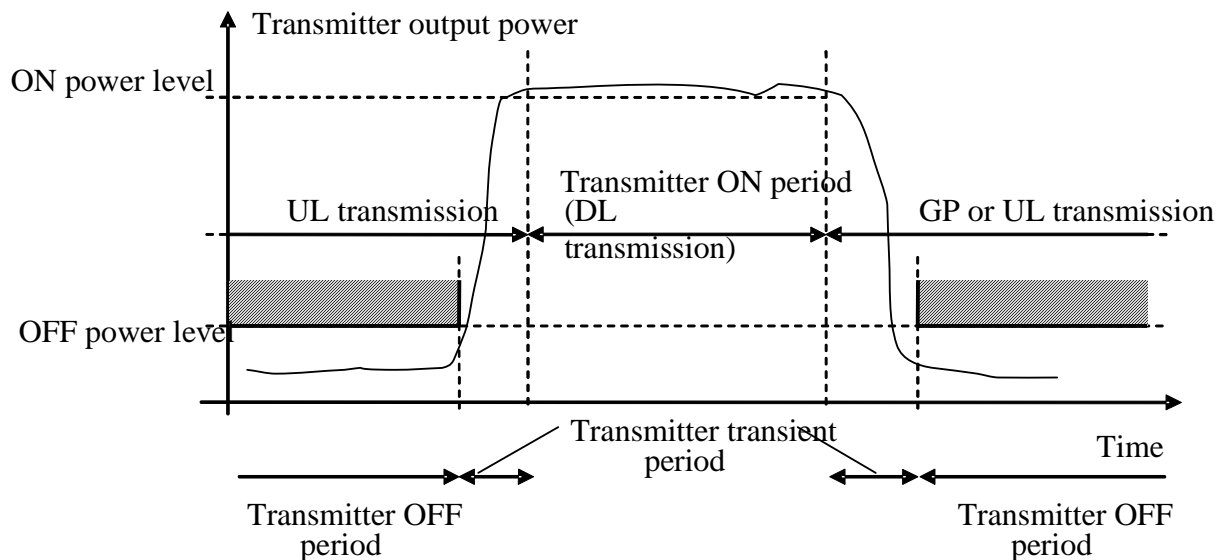 Transmitter output power
ON power level
Transmitter ON period
(DL
transmission)
UL transmission
GP or UL transmission
OFF power level
Transmitter transient
period
Time
Transmitter OFF
period
Transmitter OFF
period